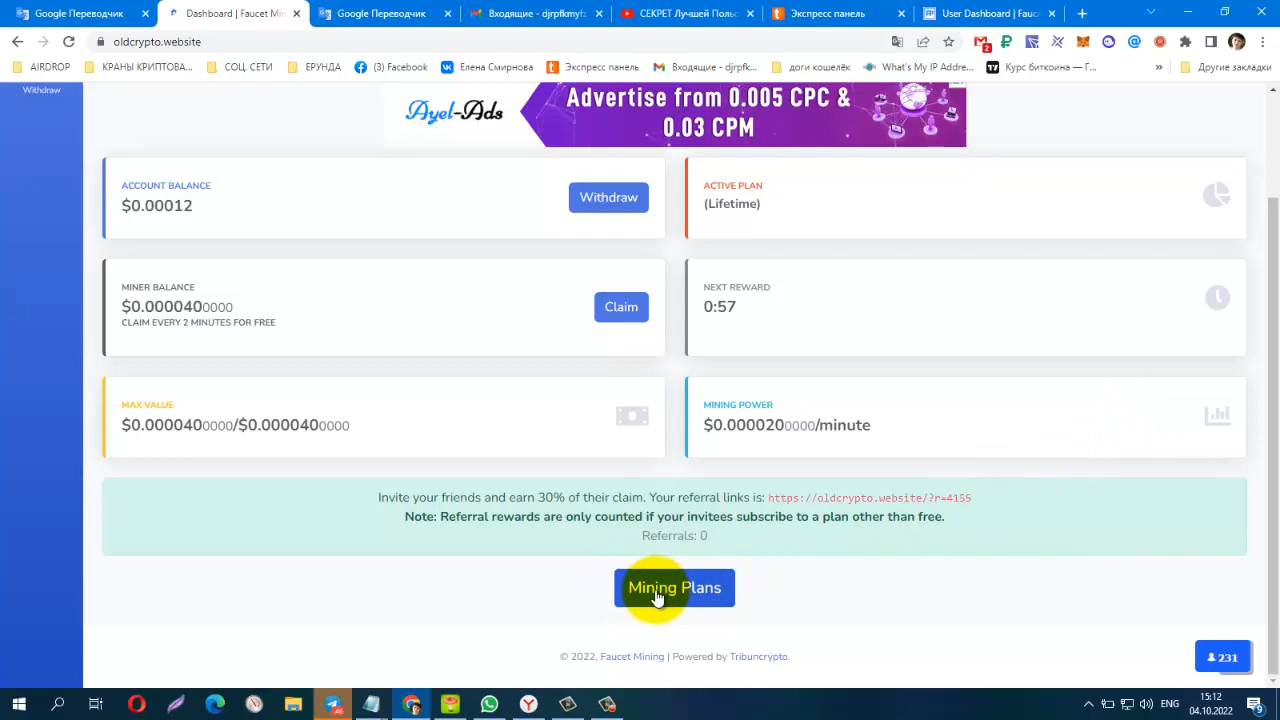 Google Переводчик
Dashboard | Faucet Min
Google Переводчик
Входящие - djrpfkmyfz
СЕКРЕТ Лучшей Польс
Экспресс панель
User Dashboard | Fauc
oldcrypto.website
2
AIRDROP
КРАНЫ КРИПТОВА...
СОЦ. СЕТИ
ЕРУНДА
(3) Facebook
Елена Смирнова
Экспресс панель
Входящие - djrpfk...
доги кошелёк
What's My IP Addre...
Курс биткоина — Г...
»
Другие закладки
Withdraw
Ayel-Ads
Advertise from 0.005 CPC &
0.03 CPM
ACCOUNT BALANCE
$0.00012
Withdraw
ACTIVE PLAN
(Lifetime)
MINER BALANCE
$0.0000400000
CLAIM EVERY 2 MINUTES FOR FREE
Claim
NEXT REWARD
0:57
MAX VALUE
$0.0000400000/$0.0000400000
MINING POWER
$0.0000200000/minute
Invite your friends and earn 30% of their claim. Your referral links is: https://oldcrypto.website/?r=4155
Note: Referral rewards are only counted if your invitees subscribe to a plan other than free.
Referrals: 0
Mining Plans
© 2022, Faucet Mining | Powered by Tribuncrypto.
231
ENG
15:12
04.10.2022
9